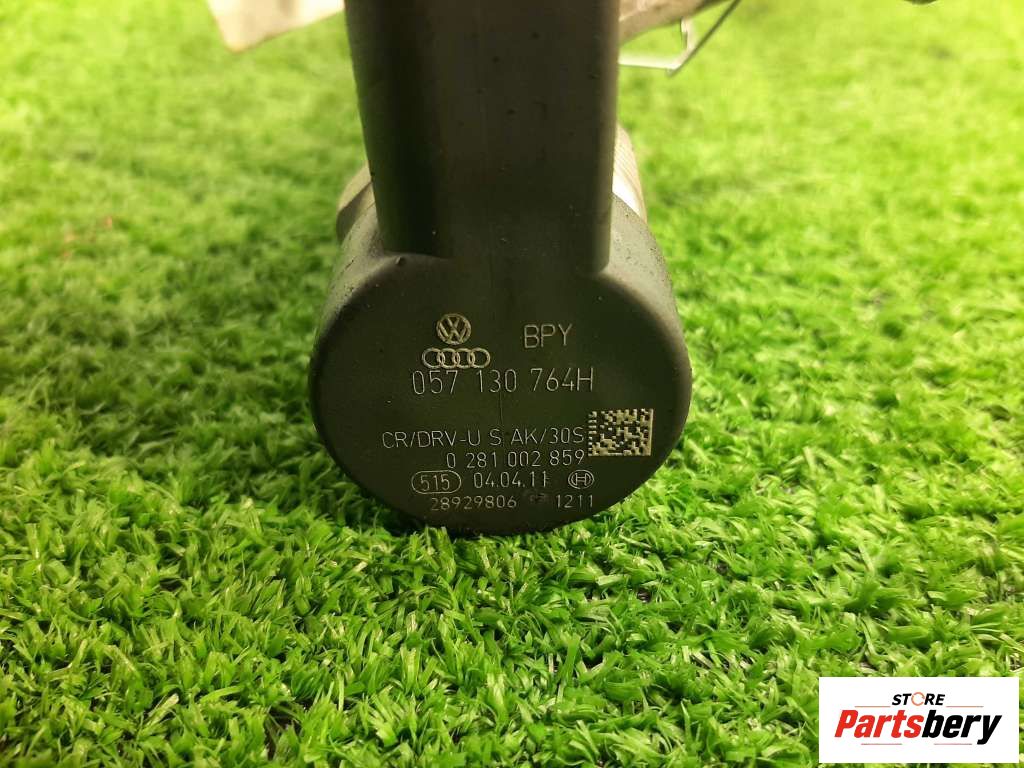 BPY
057 130 764H
CR/DRV-U S AK/30S
0 281 002 859
515 04.04.11
28929806 1211
STORE
Partsbery